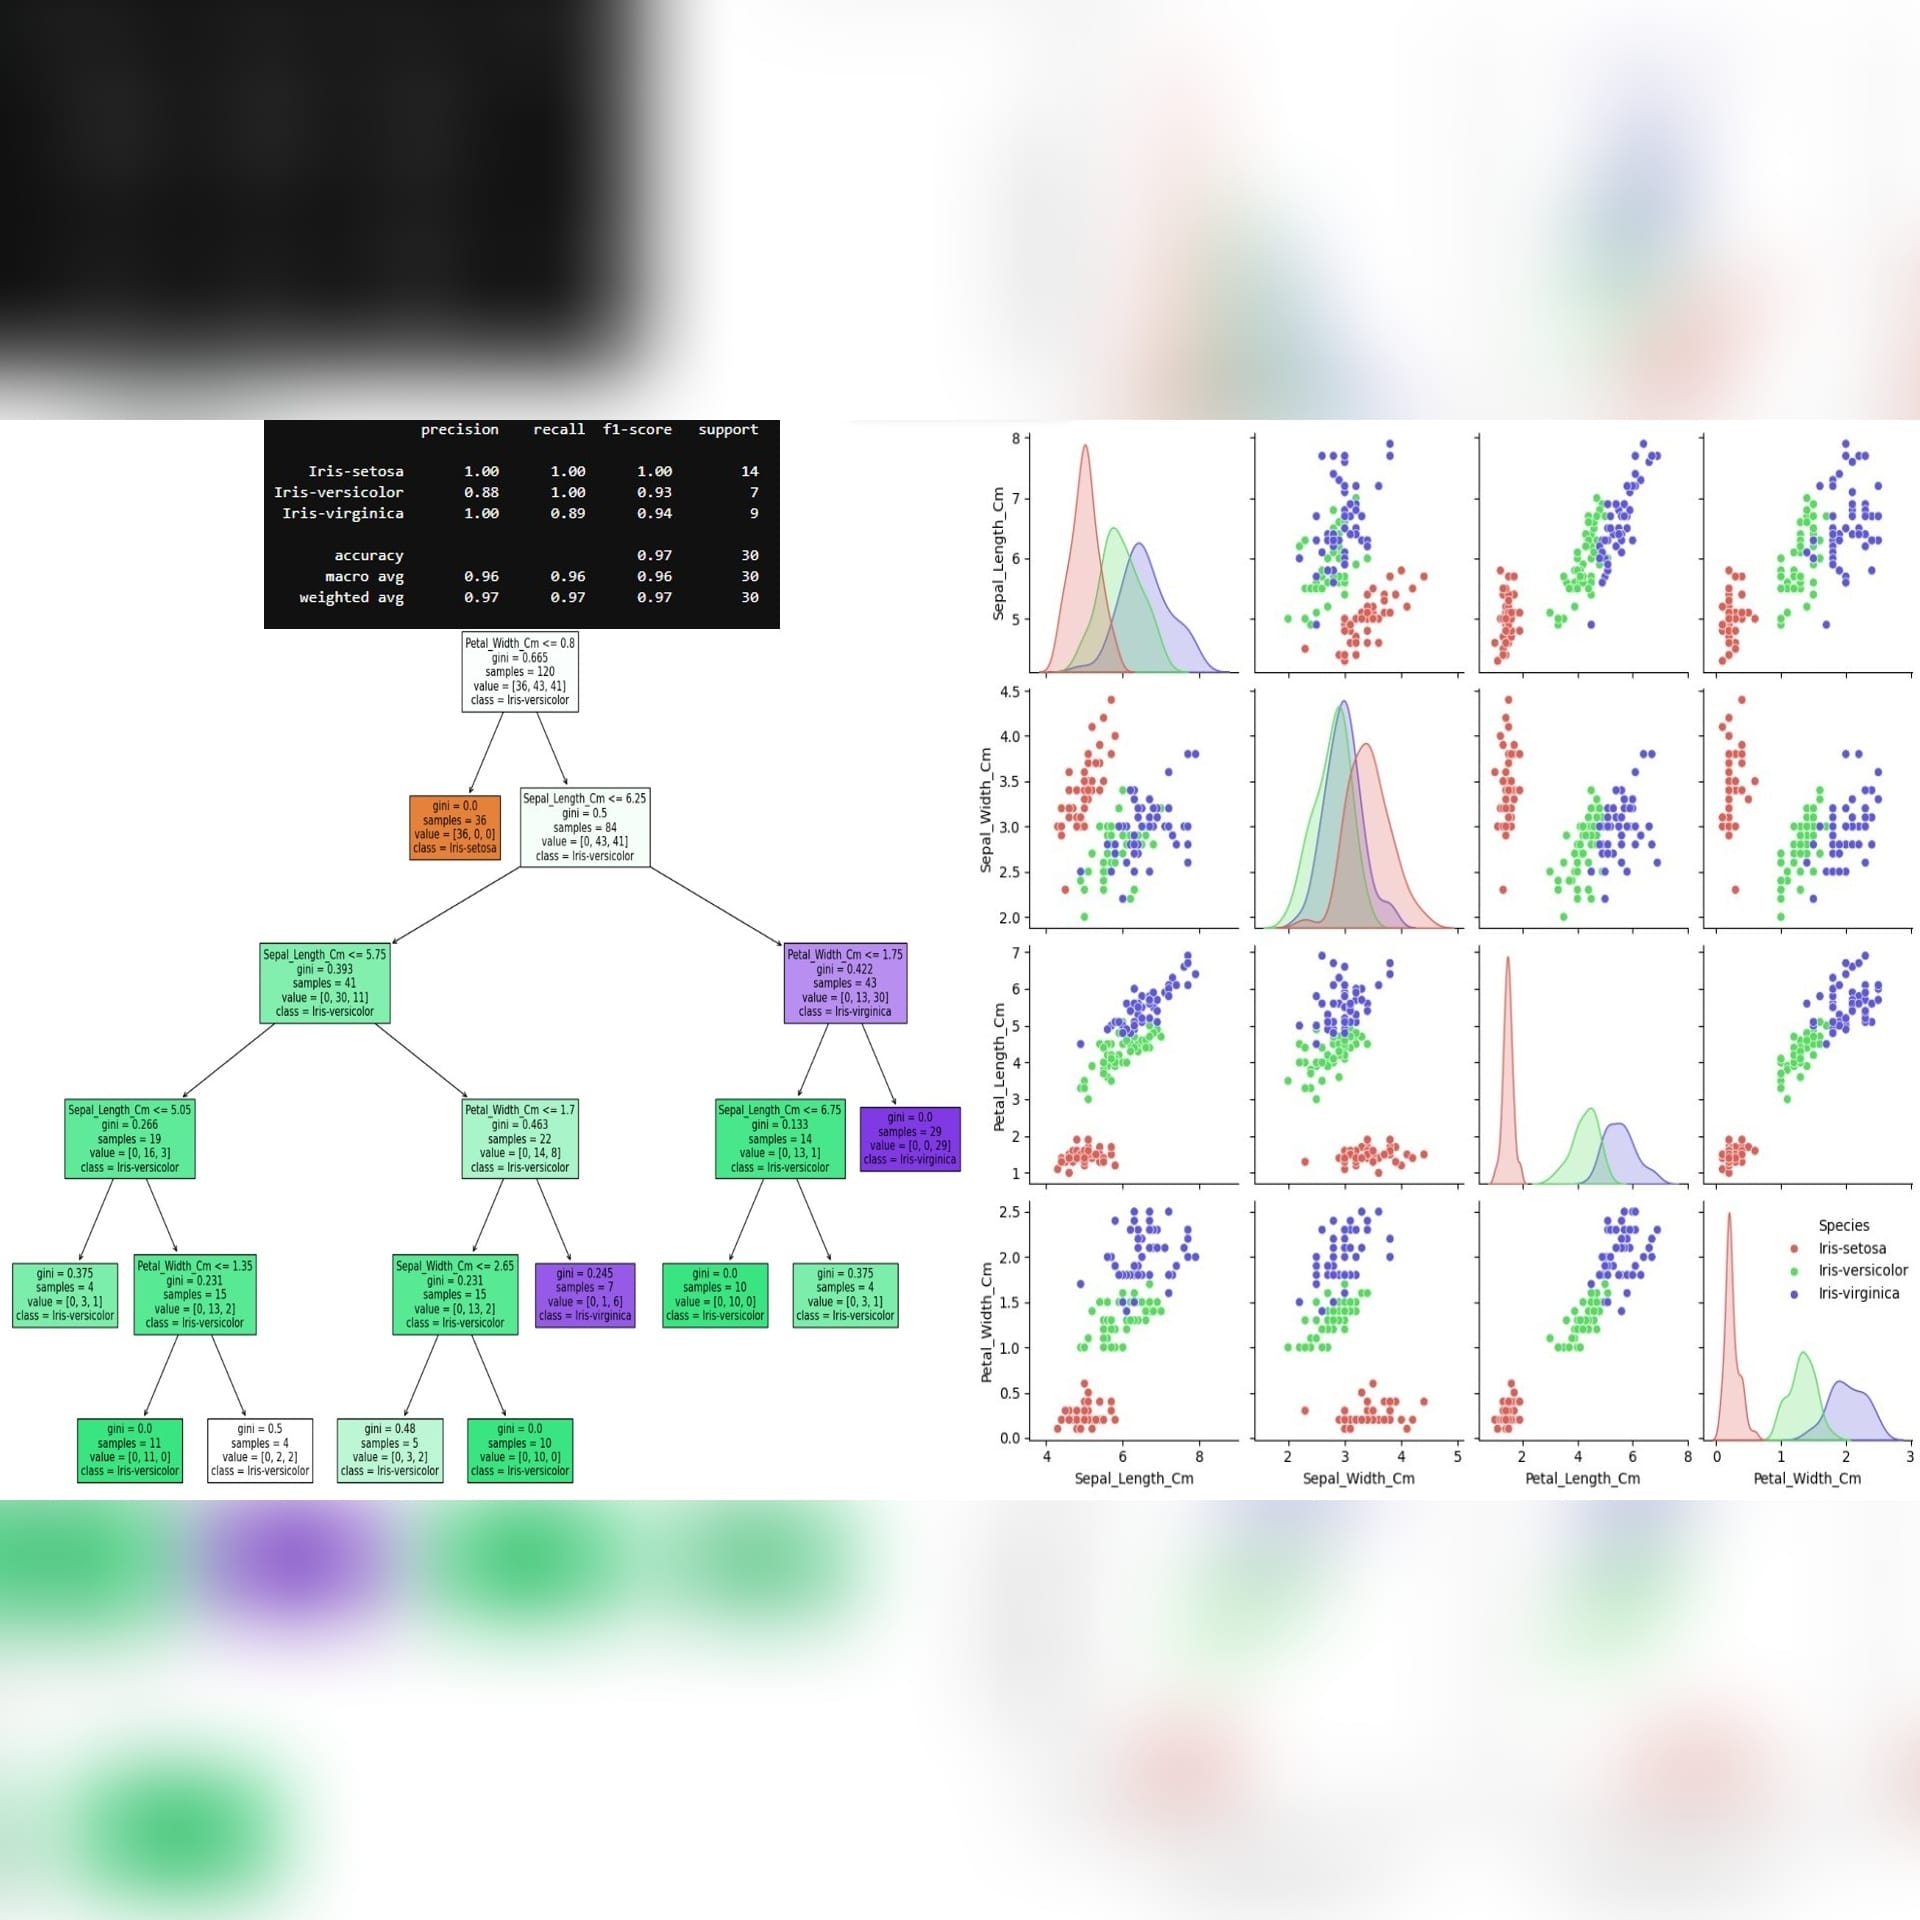 precision recall f1-score support
Iris-setosa 1.00 1.00 1.00 14
Iris-versicolor 0.88 1.00 0.93 7
Iris-virginica 1.00 0.89 0.94 9
accuracy 0.97 30
macro avg 0.96 0.96 0.96 30
weighted avg 0.97 0.97 0.97 30
Petal_Width_Cm <= 0.8
gini = 0.665
samples = 120
value = [36, 43, 41]
class = Iris-versicolor
gini = 0.0
samples = 36
value = [36, 0, 0]
class = Iris-setosa
Sepal_Length_Cm <= 6.25
gini = 0.5
samples = 84
value = [0, 43, 41]
class = Iris-versicolor
Sepal_Length_Cm <= 5.75
gini = 0.393
samples = 41
value = [0, 30, 11]
class = Iris-versicolor
Petal_Width_Cm <= 1.75
gini = 0.422
samples = 43
value = [0, 13, 30]
class = Iris-virginica
Sepal_Length_Cm <= 5.05
gini = 0.266
samples = 19
value = [0, 16, 3]
class = Iris-versicolor
Petal_Width_Cm <= 1.7
gini = 0.463
samples = 22
value = [0, 14, 8]
class = Iris-versicolor
Sepal_Length_Cm <= 6.75
gini = 0.133
samples = 14
value = [0, 13, 1]
class = Iris-versicolor
gini = 0.0
samples = 29
value = [0, 0, 29]
class = Iris-virginica
gini = 0.375
samples = 4
value = [0, 3, 1]
class = Iris-versicolor
Petal_Width_Cm <= 1.35
gini = 0.231
samples = 15
value = [0, 13, 2]
class = Iris-versicolor
Sepal_Width_Cm <= 2.65
gini = 0.231
samples = 15
value = [0, 13, 2]
class = Iris-versicolor
gini = 0.245
samples = 7
value = [0, 1, 6]
class = Iris-virginica
gini = 0.0
samples = 10
value = [0, 10, 0]
class = Iris-versicolor
gini = 0.375
samples = 4
value = [0, 3, 1]
class = Iris-versicolor
gini = 0.0
samples = 11
value = [0, 11, 0]
class = Iris-versicolor
gini = 0.5
samples = 4
value = [0, 2, 2]
class = Iris-versicolor
gini = 0.48
samples = 5
value = [0, 3, 2]
class = Iris-versicolor
gini = 0.0
samples = 10
value = [0, 10, 0]
class = Iris-versicolor
Sepal_Length_Cm
8
7
6
5
Sepal_Width_Cm
4.5
4.0
3.5
3.0
2.5
2.0
Petal_Length_Cm
7
6
5
4
3
2
1
Petal_Width_Cm
2.5
2.0
1.5
1.0
0.5
0.0
Species
Iris-setosa
Iris-versicolor
Iris-virginica
4 6 8 2 3 4 5 2 4 6 8 0 1 2 3
Sepal_Length_Cm Sepal_Width_Cm Petal_Length_Cm Petal_Width_Cm